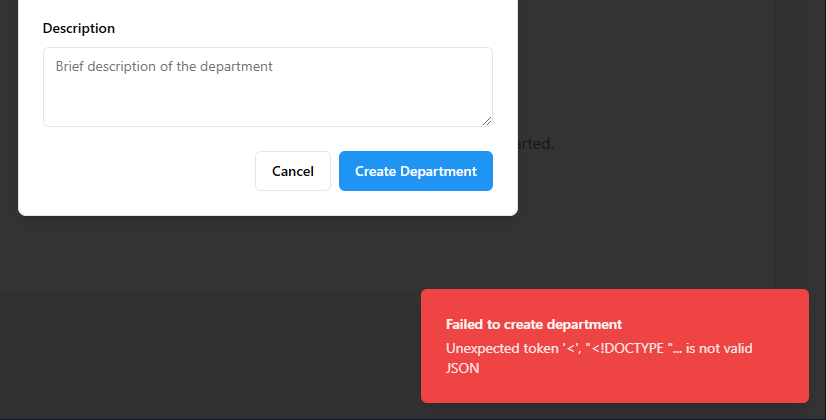 Description
Brief description of the department
arted.
Cancel
Create Department
Failed to create department
Unexpected token '<', "<!DOCTYPE "... is not valid
JSON